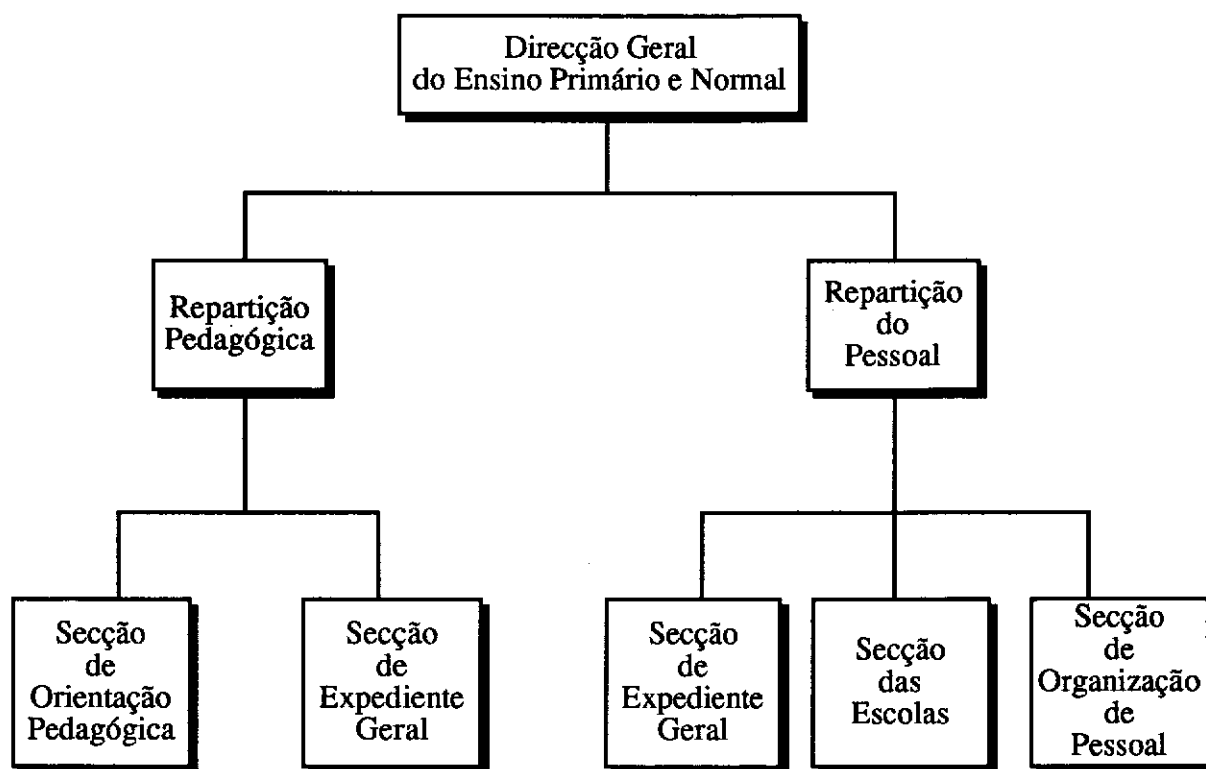 Direcção Geral
do Ensino Primário e Normal
Repartição
Pedagógica
Repartição
do
Pessoal
Secção
de
Orientação
Pedagógica
Secção
de
Expediente
Geral
Secção
de
Expediente
Geral
Secção
das
Escolas
Secção
de
Organização
de
Pessoal